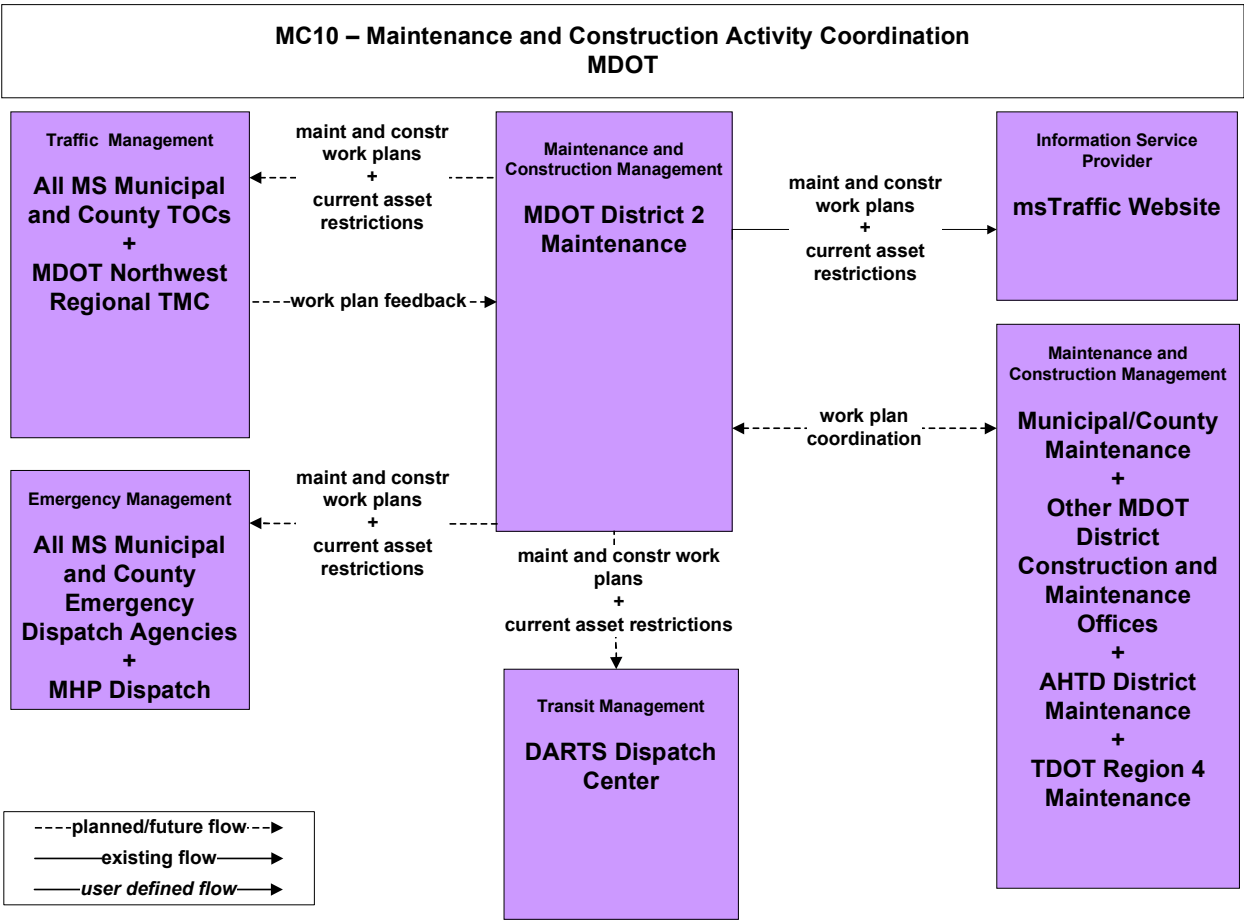 MC10 – Maintenance and Construction Activity Coordination
MDOT
Traffic Management
All MS Municipal
and County TOCs
+
MDOT Northwest
Regional TMC
maint and constr
work plans
+
current asset
restrictions
work plan feedback
Maintenance and
Construction Management
MDOT District 2
Maintenance
maint and constr
work plans
+
current asset
restrictions
Information Service
Provider
msTraffic Website
work plan
coordination
Maintenance and
Construction Management
Municipal/County
Maintenance
+
Other MDOT
District
Construction and
Maintenance
Offices
+
AHTD District
Maintenance
+
TDOT Region 4
Maintenance
Emergency Management
All MS Municipal
and County
Emergency
Dispatch Agencies
+
MHP Dispatch
maint and constr
work plans
+
current asset
restrictions
maint and constr work
plans
+
current asset restrictions
Transit Management
DARTS Dispatch
Center
planned/future flow
existing flow
user defined flow